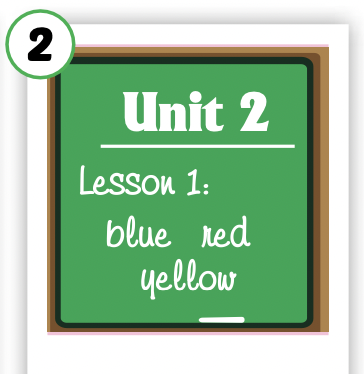 2
Unit 2
Lesson 1:
blue red
yellow